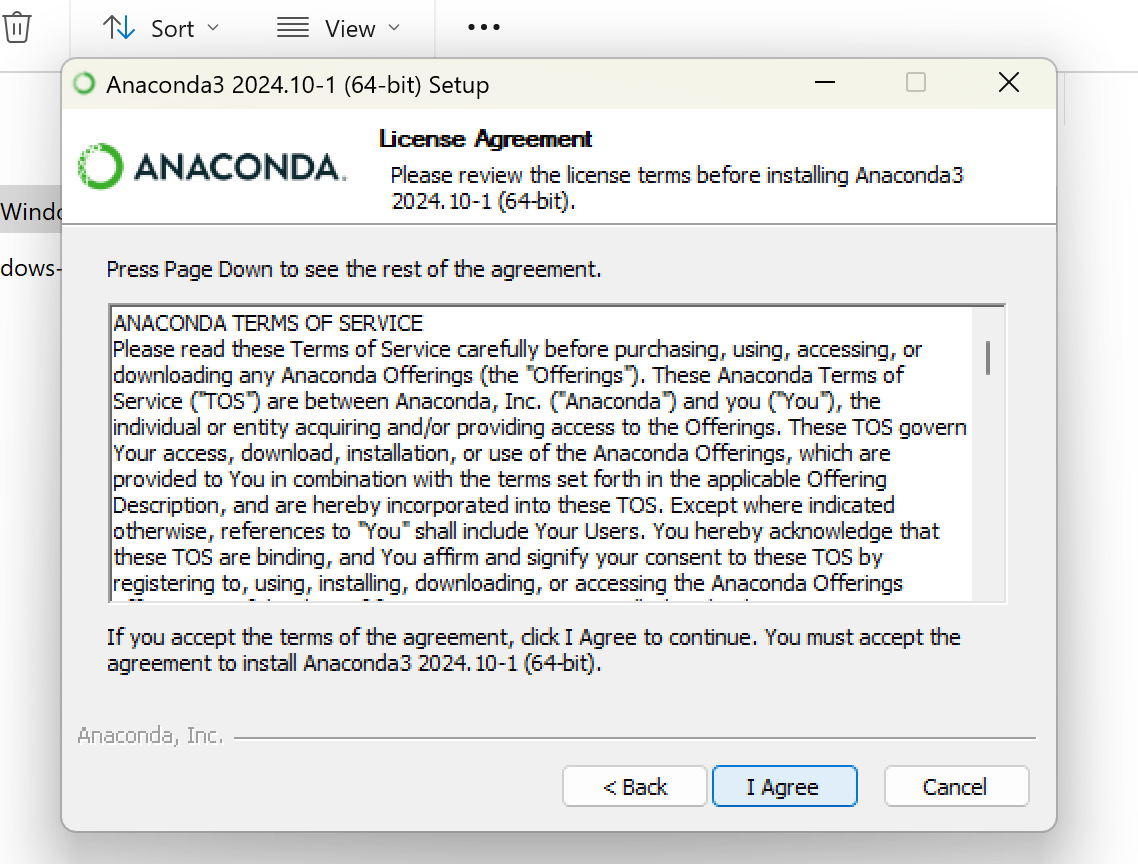 Sort
View
Anaconda3 2024.10-1 (64-bit) Setup
ANACONDA.
License Agreement
Please review the license terms before installing Anaconda3
2024.10-1 (64-bit).
dows-
Press Page Down to see the rest of the agreement.
ANACONDA TERMS OF SERVICE
Please read these Terms of Service carefully before purchasing, using, accessing, or
downloading any Anaconda Offerings (the "Offerings"). These Anaconda Terms of
Service ("TOS") are between Anaconda, Inc. ("Anaconda") and you ("You"), the
individual or entity acquiring and/or providing access to the Offerings. These TOS govern
Your access, download, installation, or use of the Anaconda Offerings, which are
provided to You in combination with the terms set forth in the applicable Offering
Description, and are hereby incorporated into these TOS. Except where indicated
otherwise, references to "You" shall include Your Users. You hereby acknowledge that
these TOS are binding, and You affirm and signify your consent to these TOS by
registering to, using, installing, downloading, or accessing the Anaconda Offerings
If you accept the terms of the agreement, click I Agree to continue. You must accept the
agreement to install Anaconda3 2024.10-1 (64-bit).
Anaconda, Inc.
< Back
I Agree
Cancel